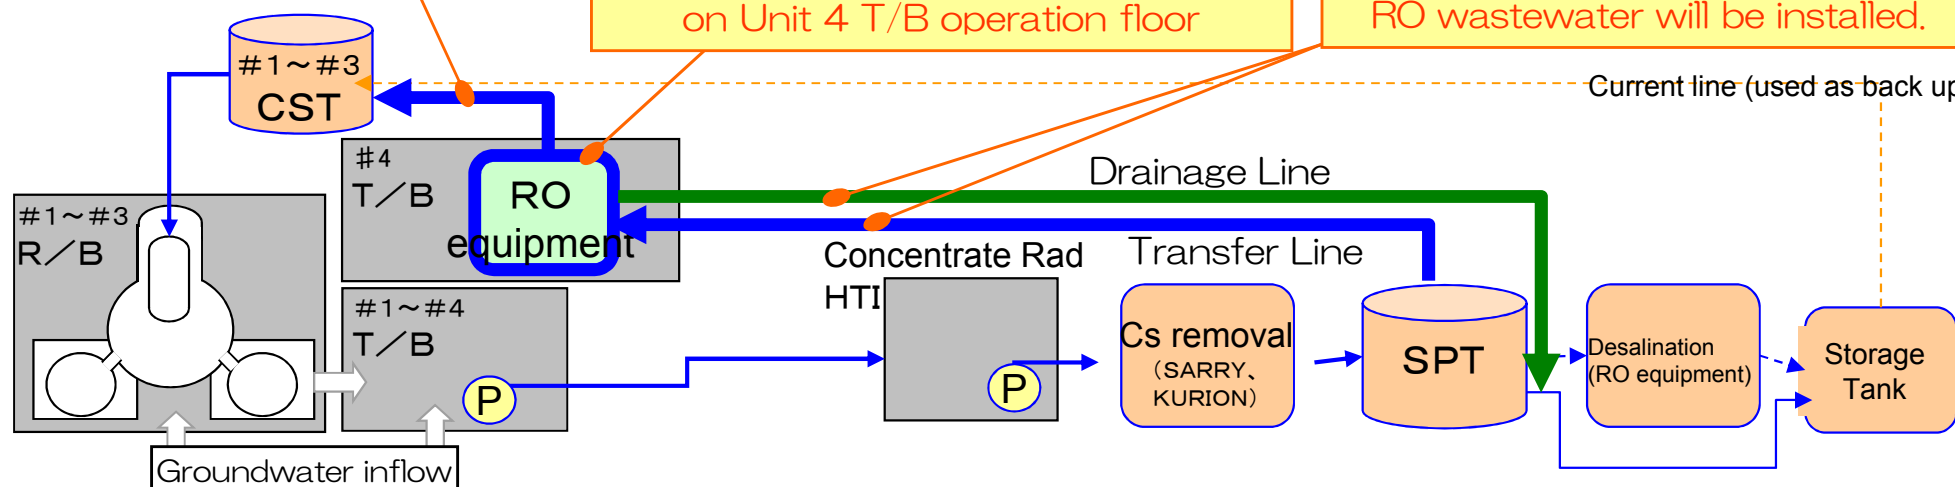 on Unit 4 T/B operation floor
RO wastewater will be installed.
#1~#3
CST
Current line (used as back up
#4
T/B
RO
equipment
Drainage Line
#1~#3
R/B
Transfer Line
Concentrate Rad
HTI
#1~#4
T/B
P
P
Cs removal
(SARRY、
KURION)
SPT
Desalination
(RO equipment)
Storage
Tank
Groundwater inflow